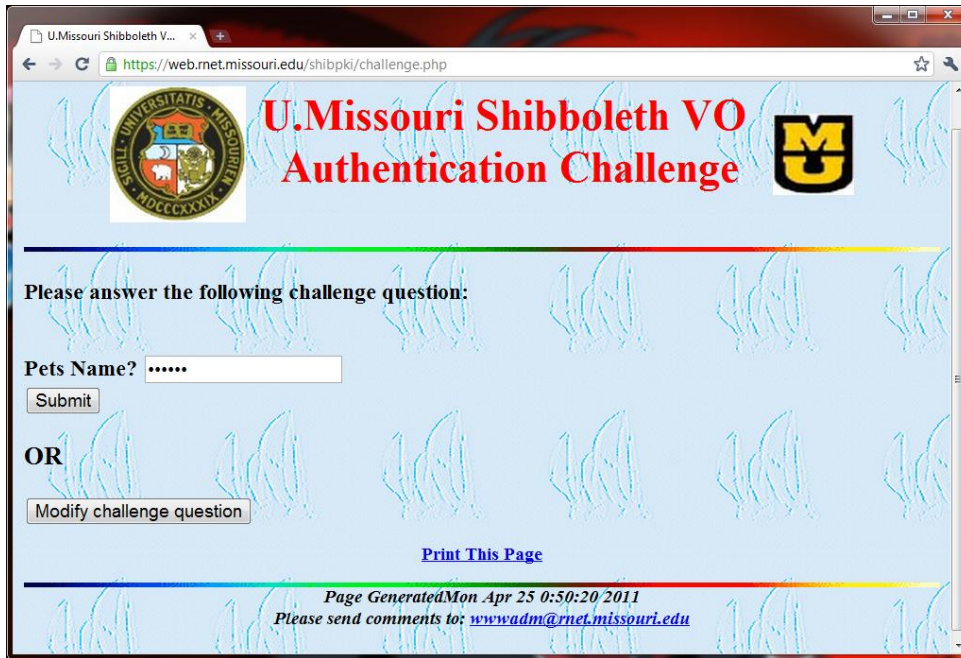 U.Missouri Shibboleth V...
https://web.rnet.missouri.edu/shibpki/challenge.php
SIGILL · UNIVERSITATIS · MISSOURIEN · MDCCCXXXIX
U.Missouri Shibboleth VO
Authentication Challenge
MU
Please answer the following challenge question:
Pets Name? ••••••
Submit
OR
Modify challenge question
Print This Page
Page GeneratedMon Apr 25 0:50:20 2011
Please send comments to: wwwadm@rnet.missouri.edu